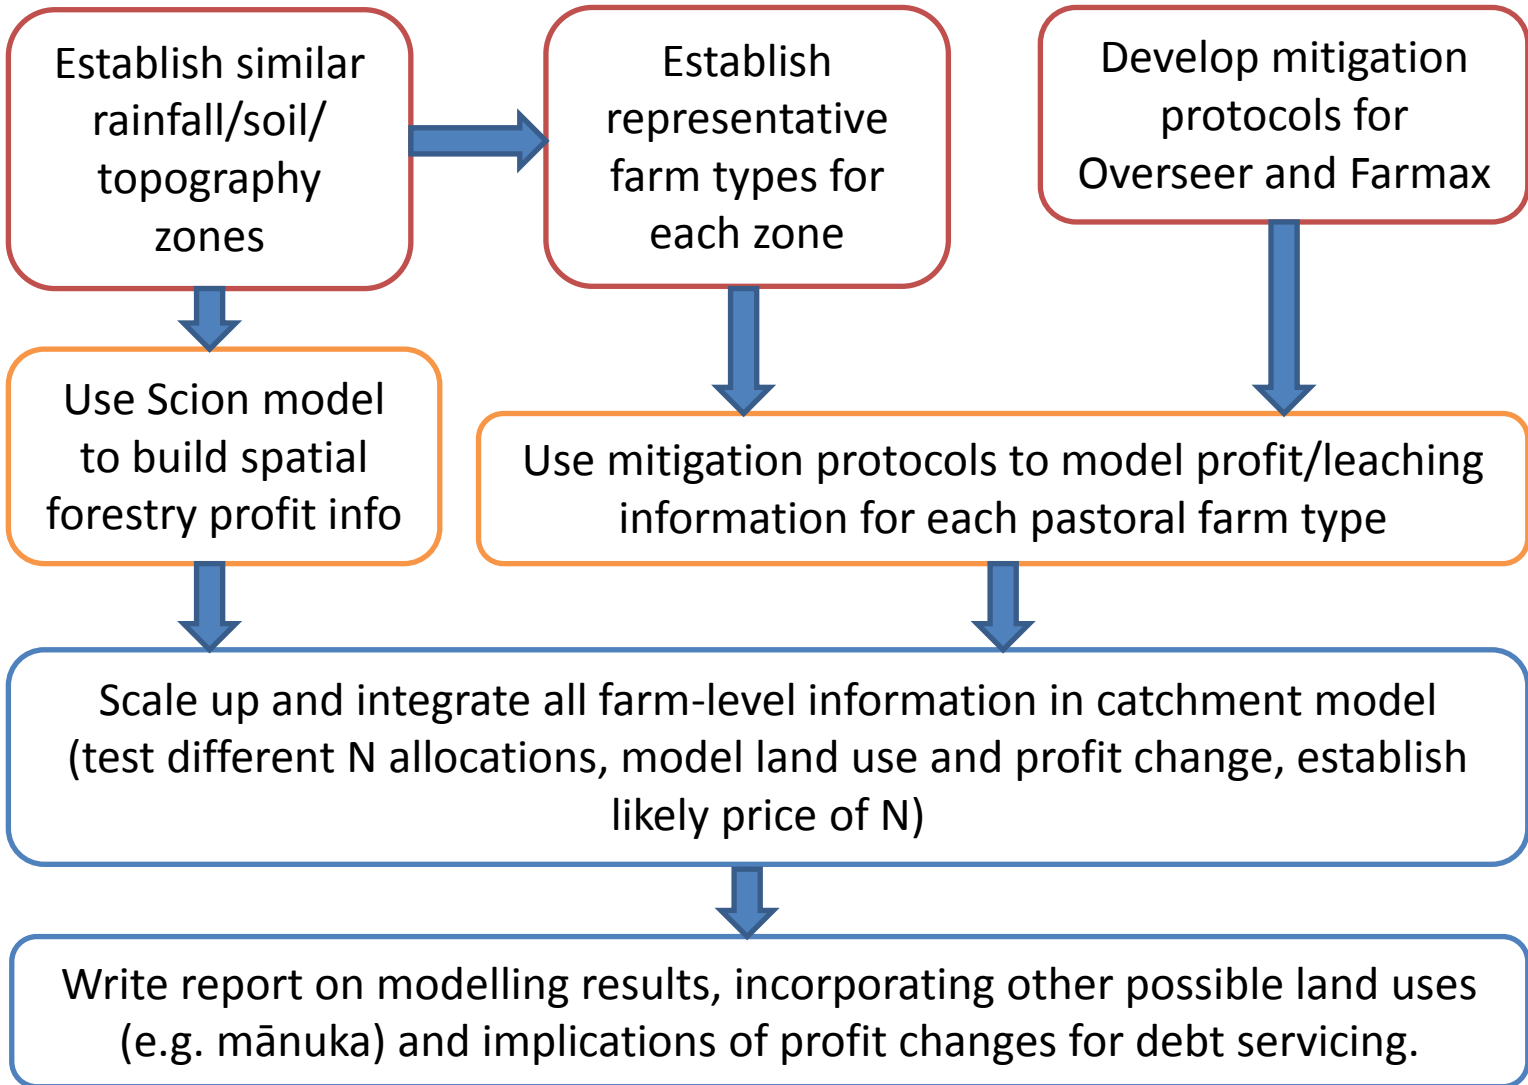 Establish similar
rainfall/soil/
topography
zones
Establish
representative
farm types for
each zone
Develop mitigation
protocols for
Overseer and Farmax
Use Scion model
to build spatial
forestry profit info
Use mitigation protocols to model profit/leaching
information for each pastoral farm type
Scale up and integrate all farm-level information in catchment model
(test different N allocations, model land use and profit change, establish
likely price of N)
Write report on modelling results, incorporating other possible land uses
(e.g. mānuka) and implications of profit changes for debt servicing.